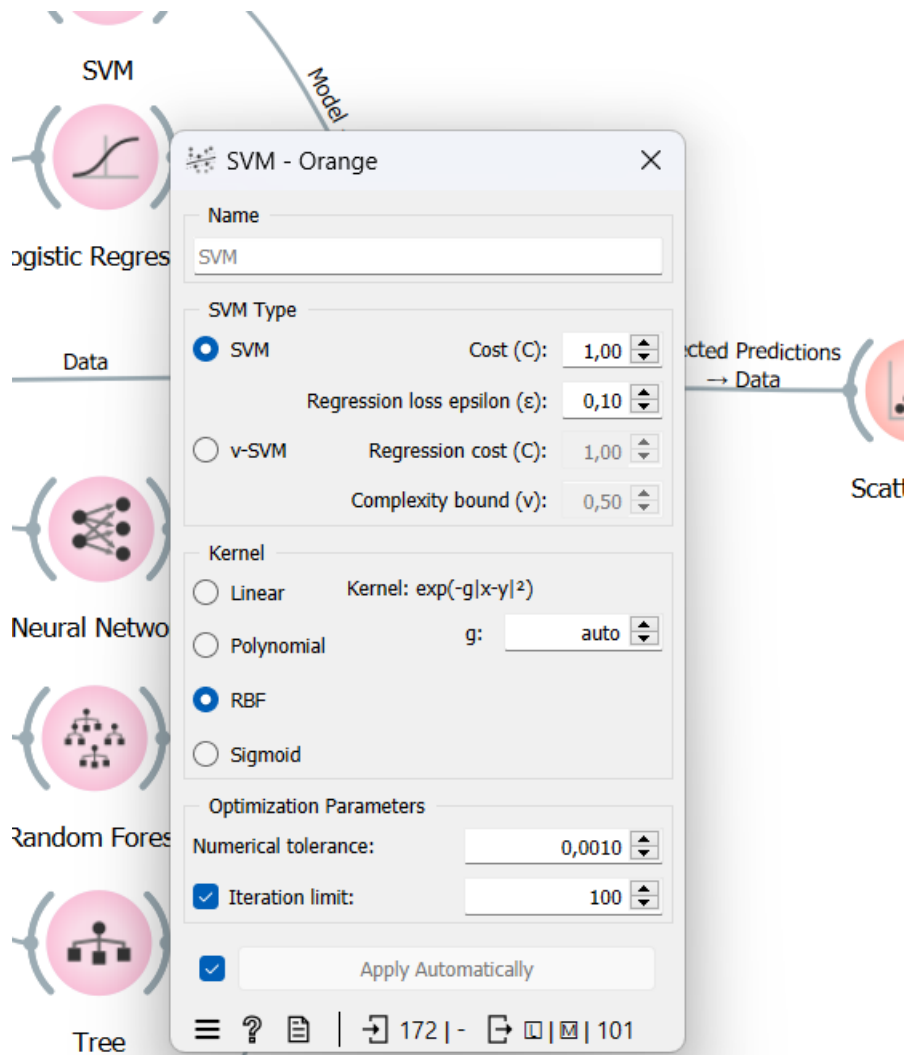 SVM
Model
SVM - Orange
Name
ogistic Regres
SVM
SVM Type
SVM
Cost (C):
1,00
Data
ected Predictions
→ Data
Regression loss epsilon (ε):
0,10
v-SVM
Regression cost (C):
1,00
Complexity bound (v):
0,50
Scatt
Kernel
Linear
Kernel: exp(-g|x-y|²)
Neural Netwo
g:
auto
Polynomial
RBF
Sigmoid
Optimization Parameters
Random Fores
Numerical tolerance:
0,0010
Iteration limit:
100
Apply Automatically
172 | -
L | M | 101
Tree